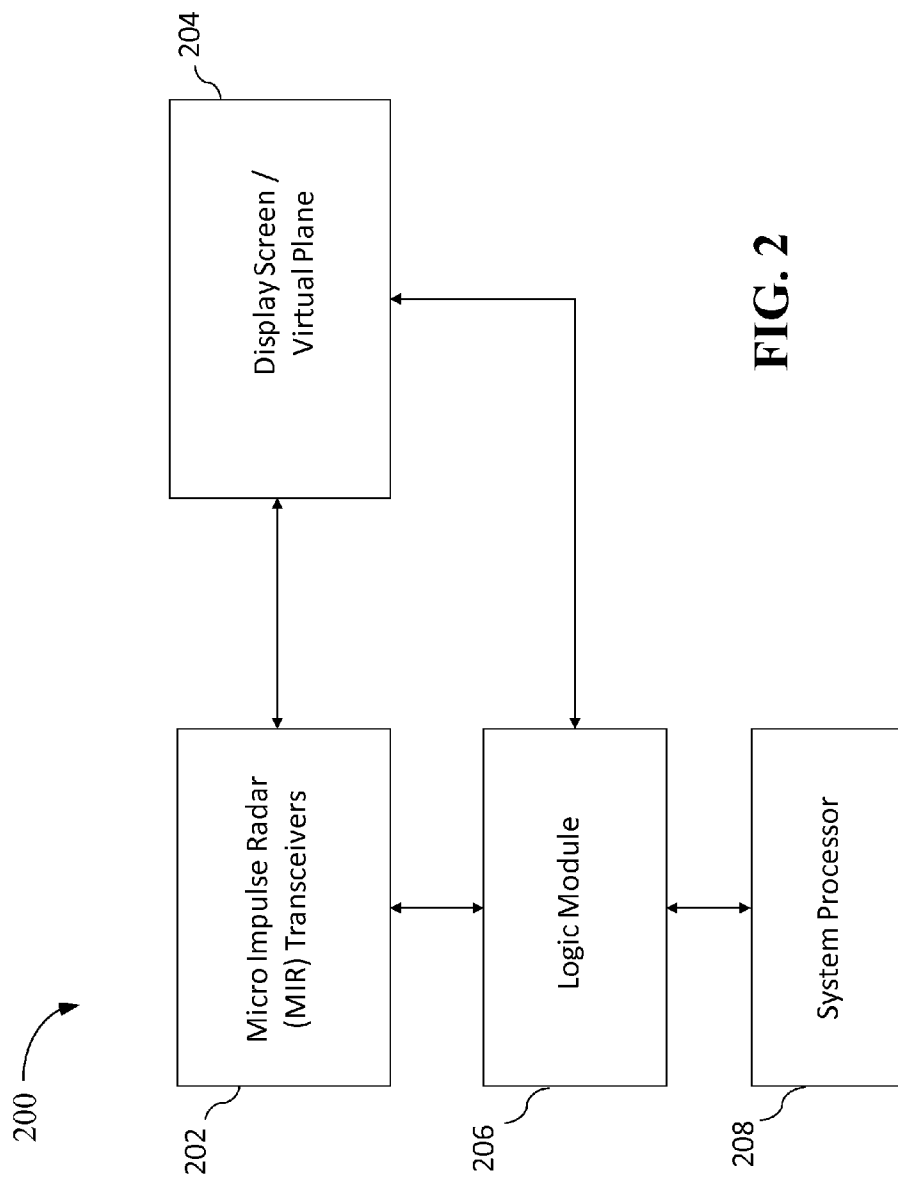 200
202
Micro Impulse Radar
(MIR) Transceivers
204
Display Screen /
Virtual Plane
206
Logic Module
208
System Processor
FIG. 2